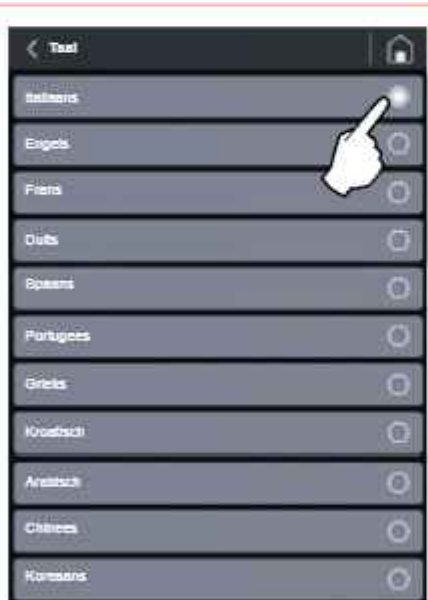 Taal
Italiaans
Engels
Frans
Duits
Spaans
Portugees
Grieks
Kroatisch
Arabisch
Chinees
Koreaans